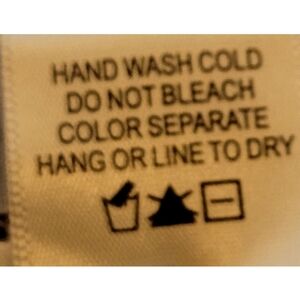 HAND WASH COLD
DO NOT BLEACH
COLOR SEPARATE
HANG OR LINE TO DRY